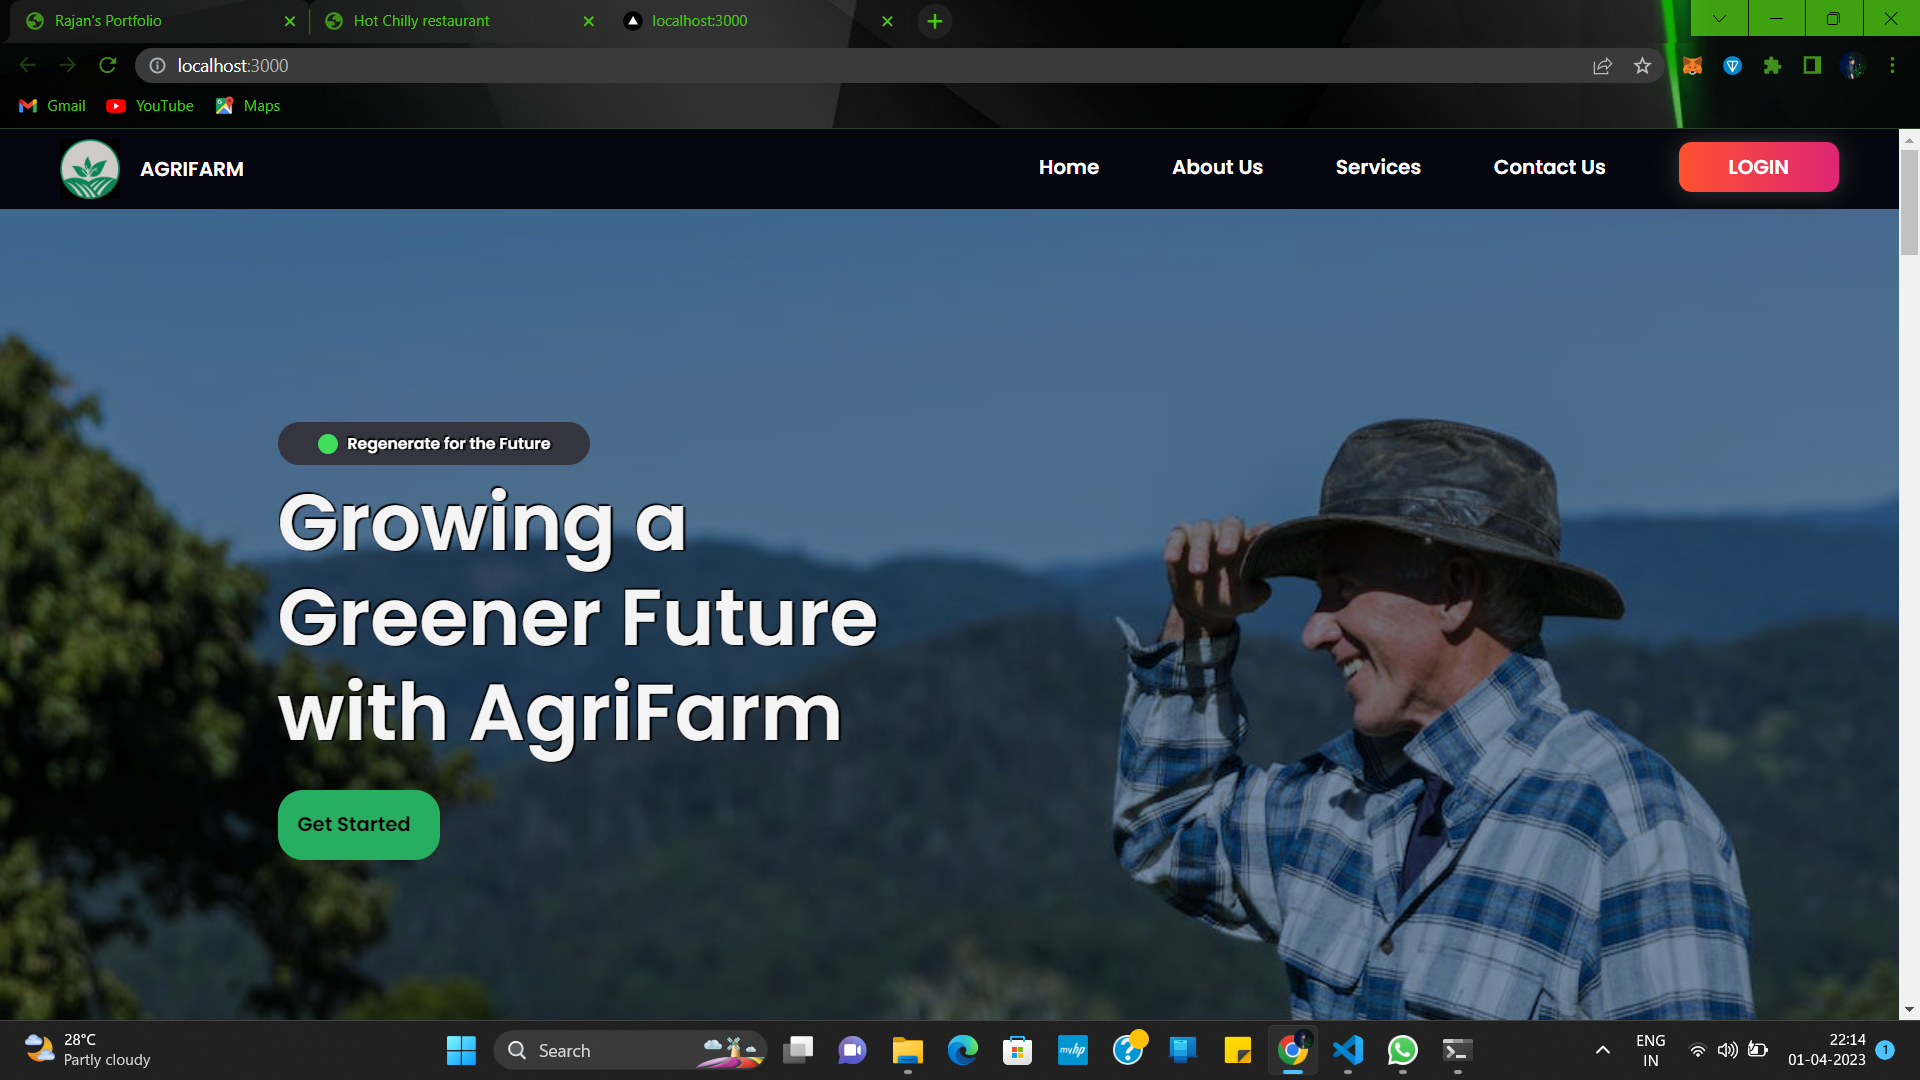 Rajan's Portfolio
Hot Chilly restaurant
localhost:3000
localhost:3000
Gmail
YouTube
Maps
AGRIFARM
Home
About Us
Services
Contact Us
LOGIN
Regenerate for the Future
Growing a
Greener Future
with AgriFarm
Get Started
28°C
Partly cloudy
Search
myhp
ENG
IN
22:14
01-04-2023
1